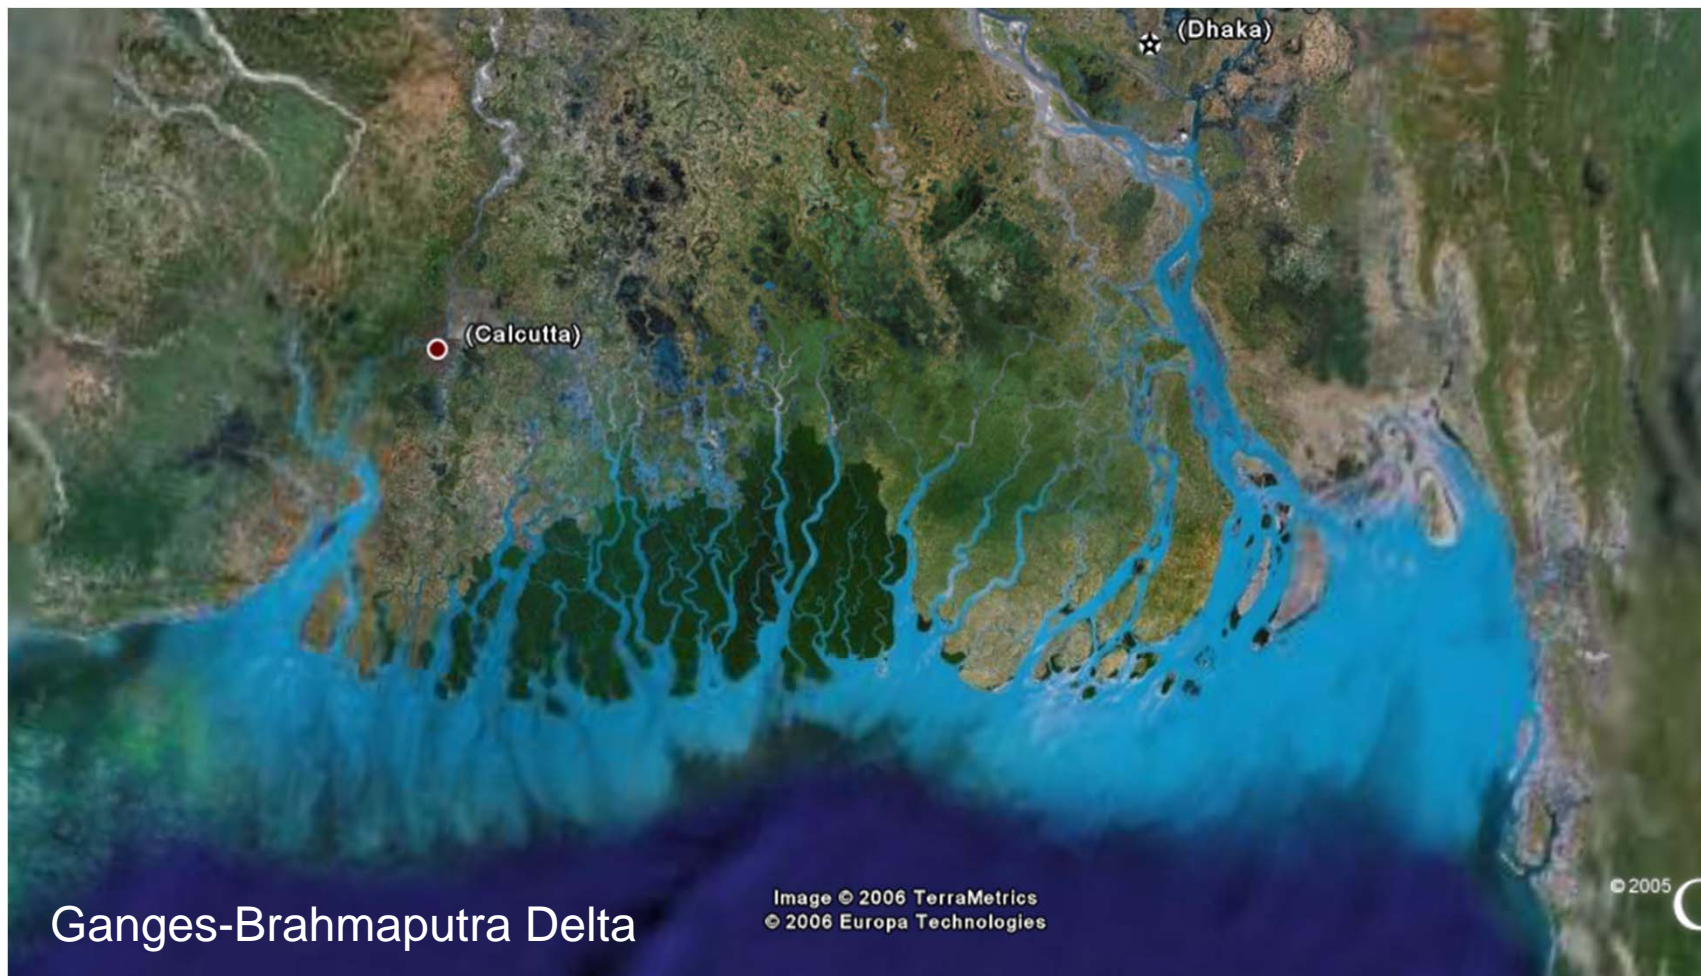 (Dhaka)
(Calcutta)
© 2005
Image © 2006 TerraMetrics
© 2006 Europa Technologies
Ganges-Brahmaputra Delta